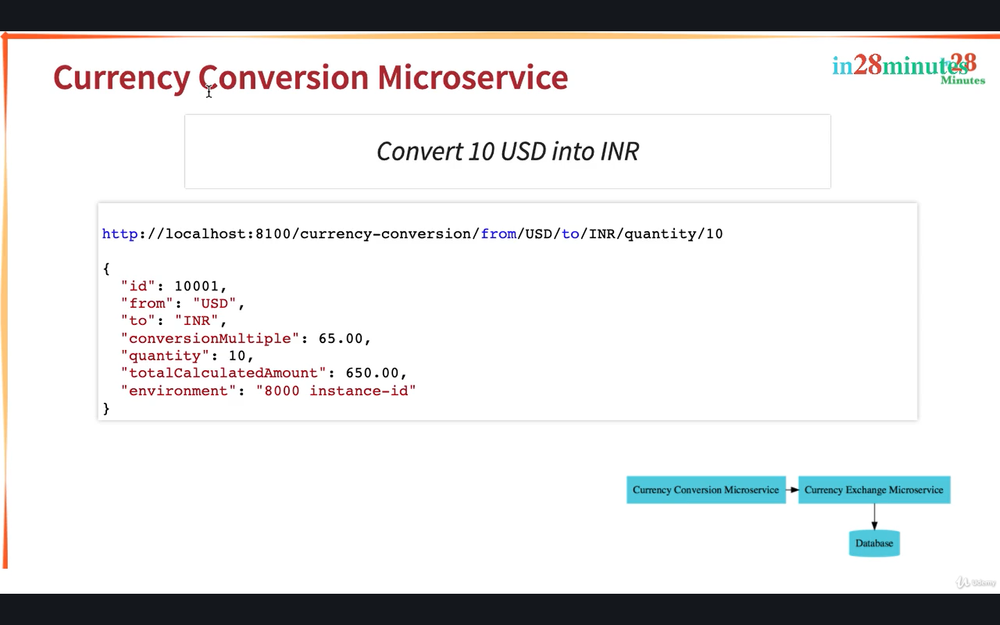 Currency Conversion Microservice
in28minutes
in28
Minutes
Convert 10 USD into INR
http://localhost:8100/currency-conversion/from/USD/to/INR/quantity/10
{
"id": 10001,
"from": "USD",
"to": "INR",
"conversionMultiple": 65.00,
"quantity": 10,
"totalCalculatedAmount": 650.00,
"environment": "8000 instance-id"
}
Currency Conversion Microservice
Currency Exchange Microservice
Database
Udemy